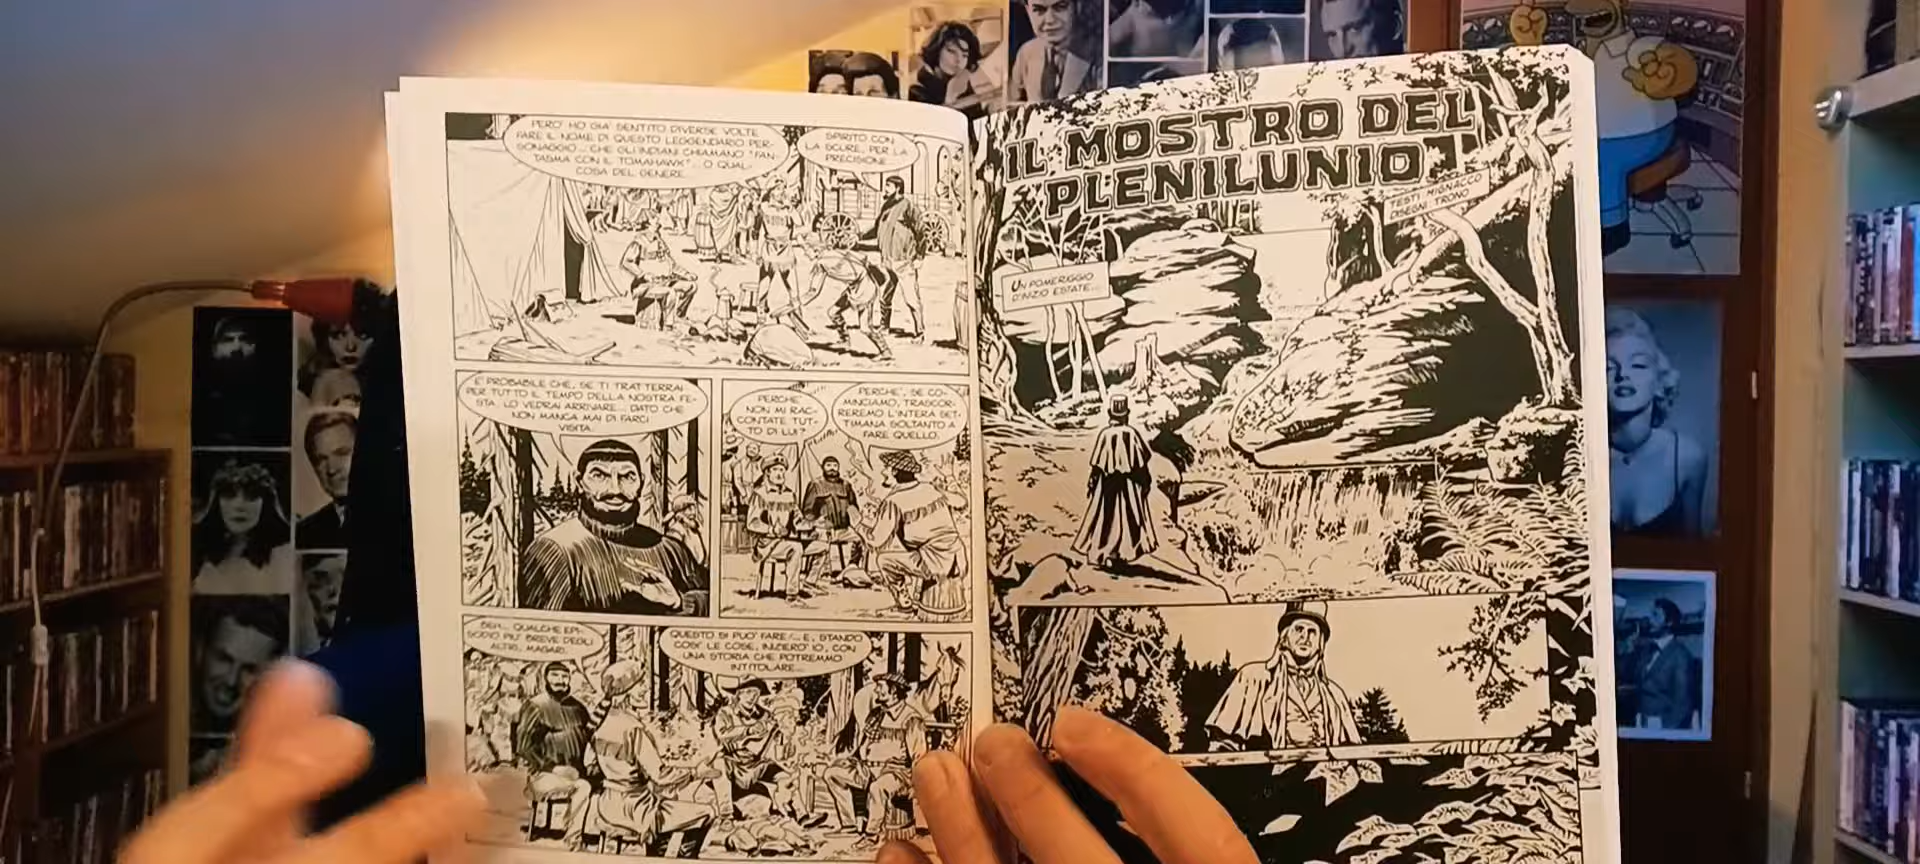 PERO' HO GIA' SENTITO DIVERSE VOLTE
FARE IL NOME DI QUESTO LEGGENDARIO PER-
SONAGGIO... CHE GLI INDIANI CHIAMANO "FAN-
TASMA CON IL TOMAHAWK"... O QUAL-
COSA DEL GENERE.
SPIRITO CON
LA SCURE, PER LA
PRECISIONE...
E' PROBABILE CHE, SE TI TRATTERRAI
PER TUTTO IL TEMPO DELLA NOSTRA FE-
STA, LO VEDRAI ARRIVARE... DATO CHE
NON MANCA MAI DI FARCI
VISITA.
PERCHE'
NON MI RAC-
CONTATE TUT-
TO DI LUI?
PERCHE', SE CO-
MINCIAMO, TRASCOR-
REREMO L'INTERA SET-
TIMANA SOLTANTO A
FARE QUELLO.
BEH... QUALCHE EPI-
SODIO PIU' BREVE DEGLI
ALTRI, MAGARI.
QUESTO SI PUO' FARE!... E, STANDO
COSI' LE COSE, INIZIERO' IO, CON
UNA STORIA CHE POTREMMO
INTITOLARE...
IL MOSTRO DEL
PLENILUNIO
TESTI: MIGNACCO
DISEGNI: TRONO
UN POMERIGGIO
D'INIZIO ESTATE...